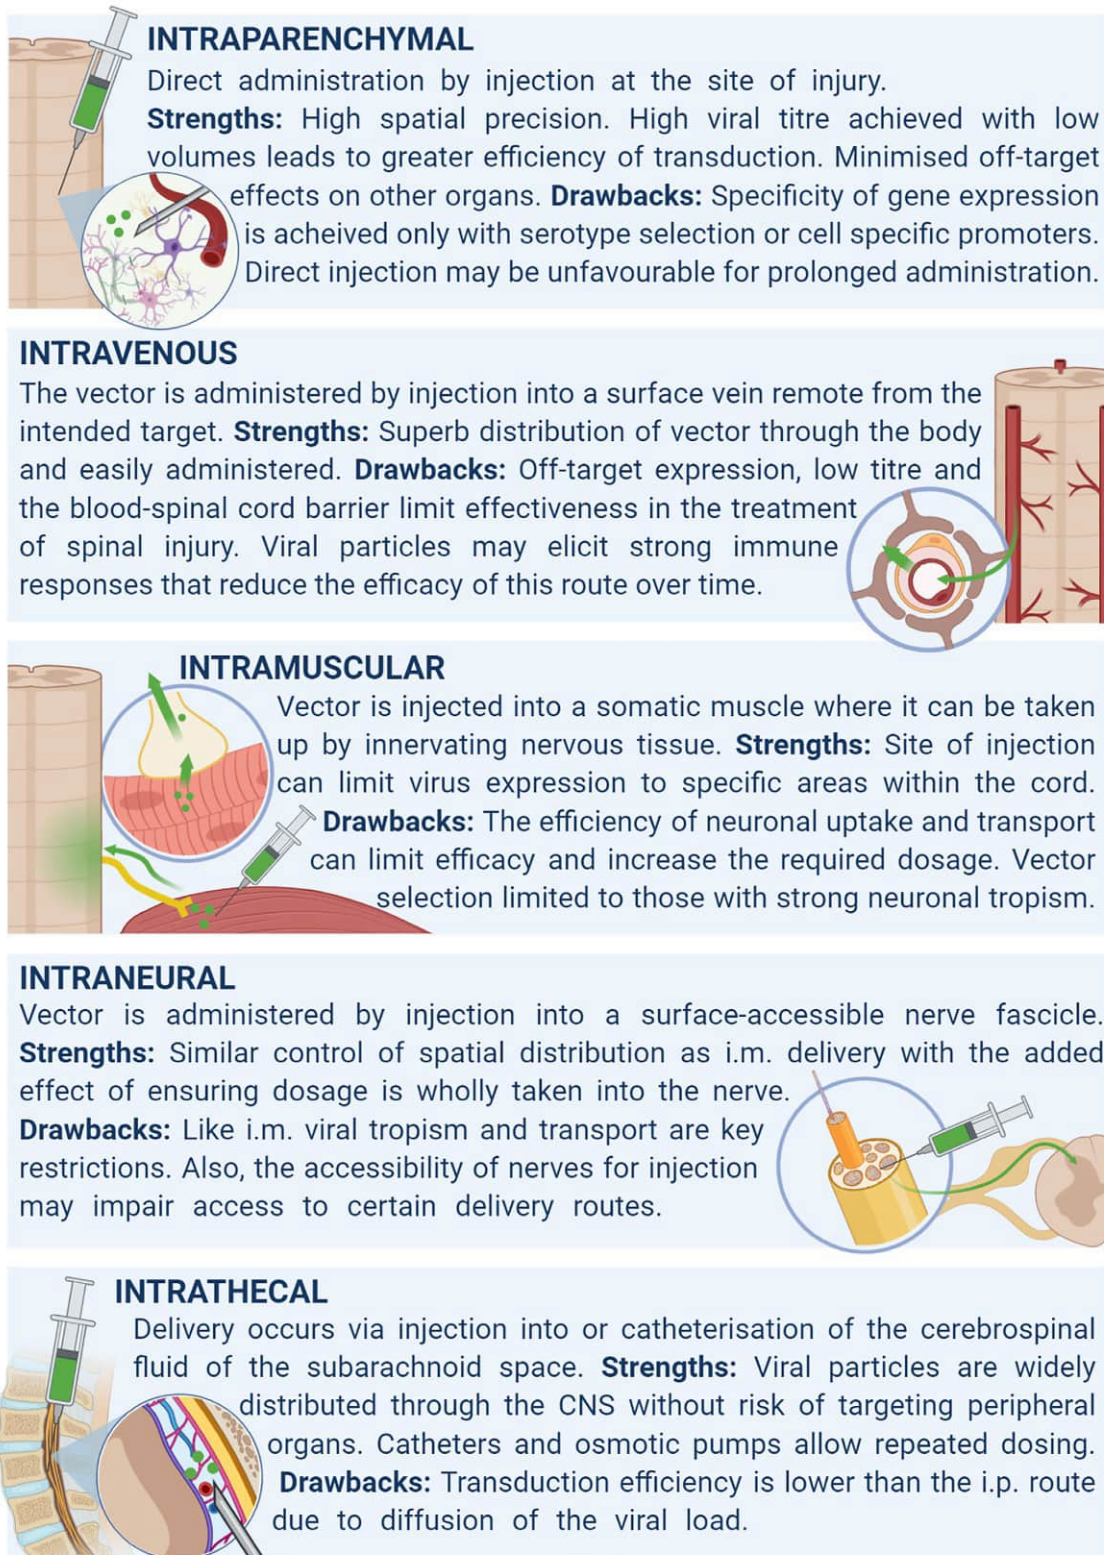 INTRAPARENCHYMAL
Direct administration by injection at the site of injury.
Strengths: High spatial precision. High viral titre achieved with low
volumes leads to greater efficiency of transduction. Minimised off-target
effects on other organs. Drawbacks: Specificity of gene expression
is acheived only with serotype selection or cell specific promoters.
Direct injection may be unfavourable for prolonged administration.
INTRAVENOUS
The vector is administered by injection into a surface vein remote from the
intended target. Strengths: Superb distribution of vector through the body
and easily administered. Drawbacks: Off-target expression, low titre and
the blood-spinal cord barrier limit effectiveness in the treatment
of spinal injury. Viral particles may elicit strong immune
responses that reduce the efficacy of this route over time.
INTRAMUSCULAR
Vector is injected into a somatic muscle where it can be taken
up by innervating nervous tissue. Strengths: Site of injection
can limit virus expression to specific areas within the cord.
Drawbacks: The efficiency of neuronal uptake and transport
can limit efficacy and increase the required dosage. Vector
selection limited to those with strong neuronal tropism.
INTRANEURAL
Vector is administered by injection into a surface-accessible nerve fascicle.
Strengths: Similar control of spatial distribution as i.m. delivery with the added
effect of ensuring dosage is wholly taken into the nerve.
Drawbacks: Like i.m. viral tropism and transport are key
restrictions. Also, the accessibility of nerves for injection
may impair access to certain delivery routes.
INTRATHECAL
Delivery occurs via injection into or catheterisation of the cerebrospinal
fluid of the subarachnoid space. Strengths: Viral particles are widely
distributed through the CNS without risk of targeting peripheral
organs. Catheters and osmotic pumps allow repeated dosing.
Drawbacks: Transduction efficiency is lower than the i.p. route
due to diffusion of the viral load.